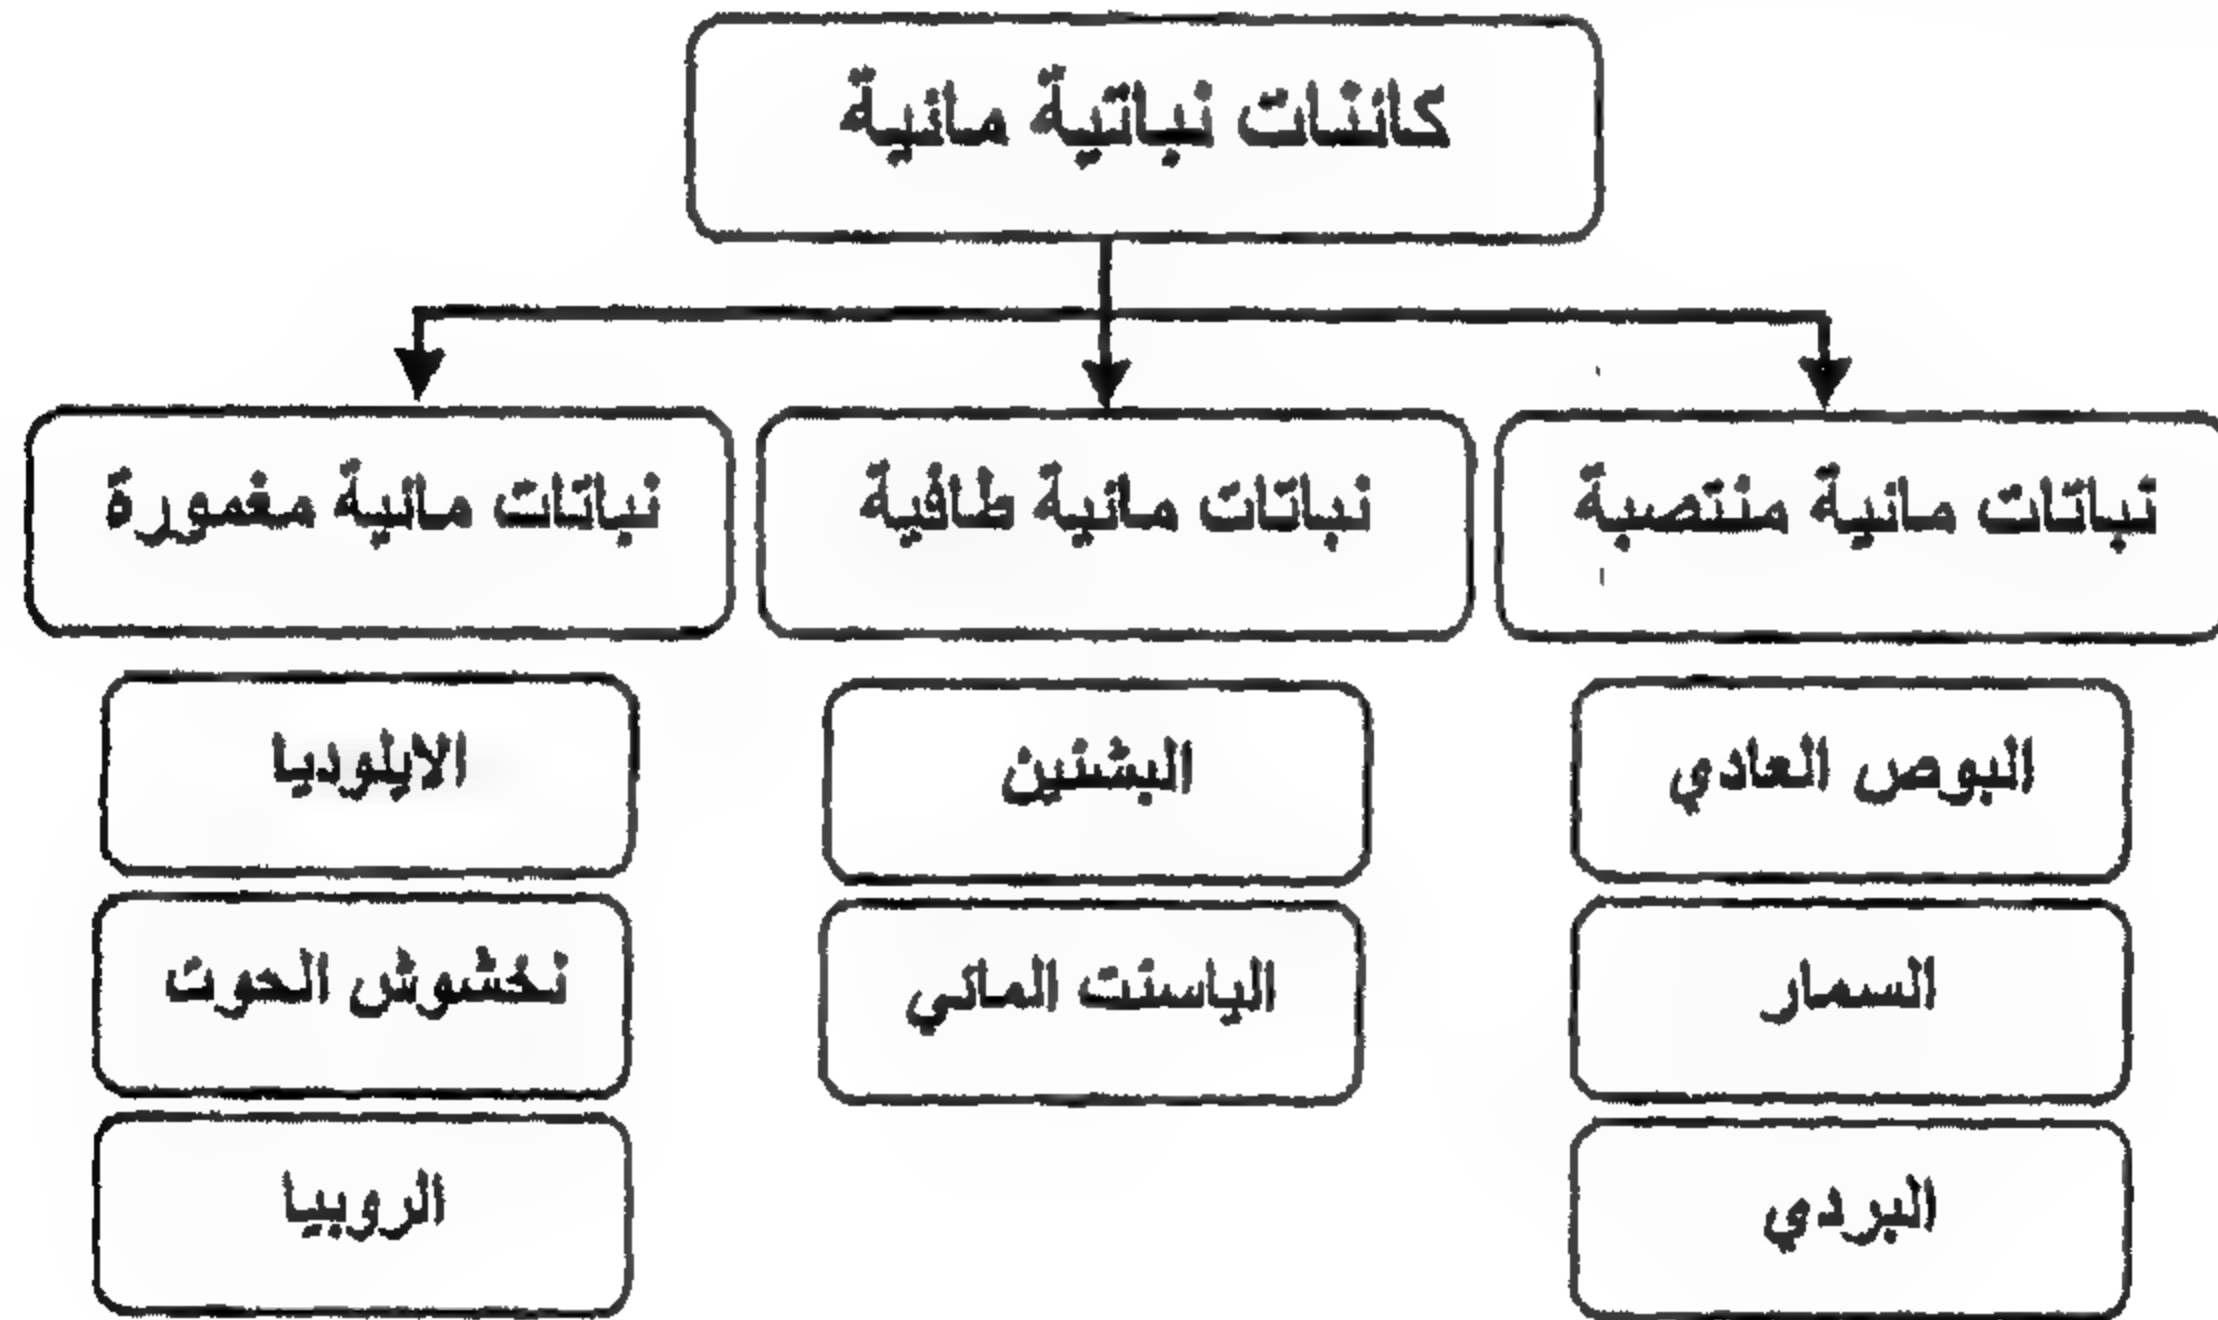 كائنات نباتية مائية
نباتات مائية منتصبة
نباتات مائية طافية
نباتات مائية مغمورة
البوص العادي
البشنين
الايلوديا
السمار
الياسنت المائي
نخشوش الحوت
البردي
الروبيا